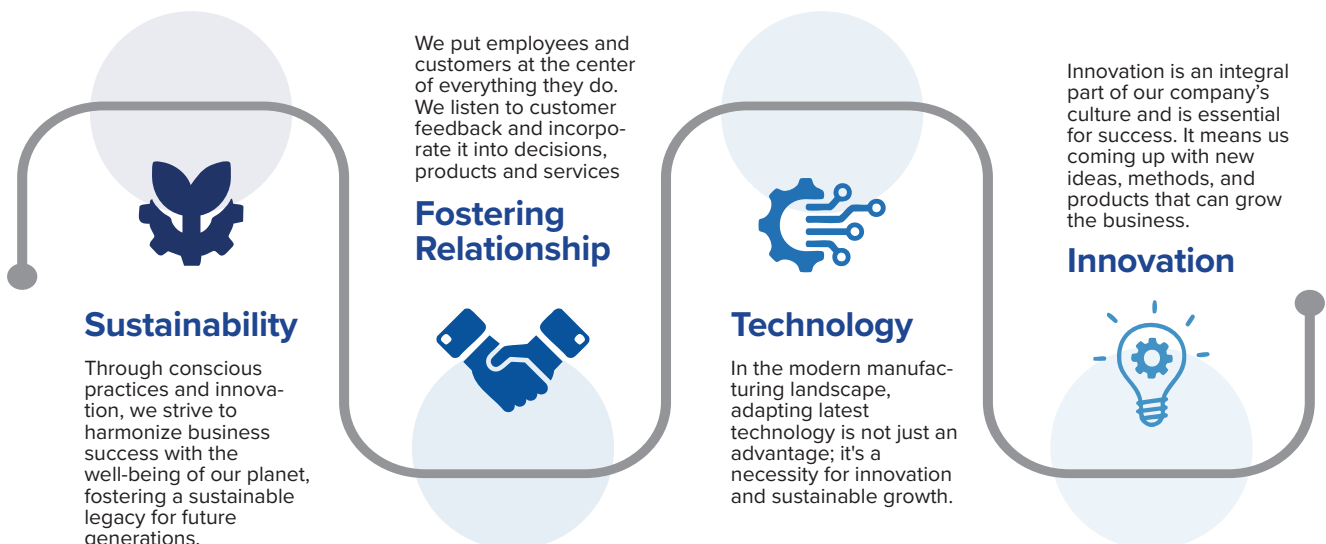 Sustainability
Through conscious
practices and innova-
tion, we strive to
harmonize business
success with the
well-being of our planet,
fostering a sustainable
legacy for future
generations.
We put employees and
customers at the center
of everything they do.
We listen to customer
feedback and incorpo-
rate it into decisions,
products and services
Fostering
Relationship
Technology
In the modern manufac-
turing landscape,
adapting latest
technology is not just an
advantage; it's a
necessity for innovation
and sustainable growth.
Innovation is an integral
part of our company’s
culture and is essential
for success. It means us
coming up with new
ideas, methods, and
products that can grow
the business.
Innovation